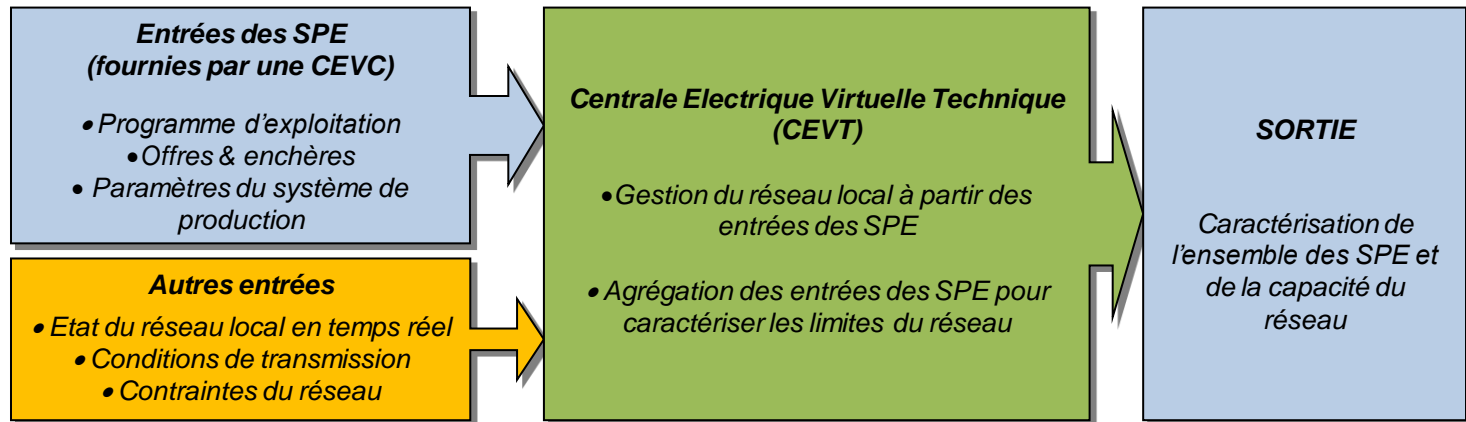 Entrées des SPE
(fournies par une CEVC)
• Programme d'exploitation
• Offres & enchères
• Paramètres du système de
production
Autres entrées
• Etat du réseau local en temps réel
• Conditions de transmission
• Contraintes du réseau
Centrale Electrique Virtuelle Technique
(CEVT)
• Gestion du réseau local à partir des
entrées des SPE
• Agrégation des entrées des SPE pour
caractériser les limites du réseau
SORTIE
Caractérisation de
l'ensemble des SPE et
de la capacité du
réseau